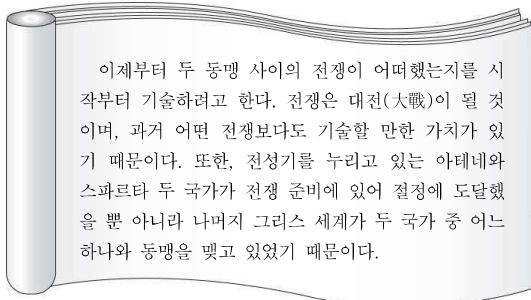 이제부터 두 동맹 사이의 전쟁이 어떠했는지를 시
작부터 기술하려고 한다. 전쟁은 대전(大戰)이 될 것
이며, 과거 어떤 전쟁보다도 기술할 만한 가치가 있
기 때문이다. 또한, 전성기를 누리고 있는 아테네와
스파르타 두 국가가 전쟁 준비에 있어 절정에 도달했
을 뿐 아니라 나머지 그리스 세계가 두 국가 중 어느
하나와 동맹을 맺고 있었기 때문이다.